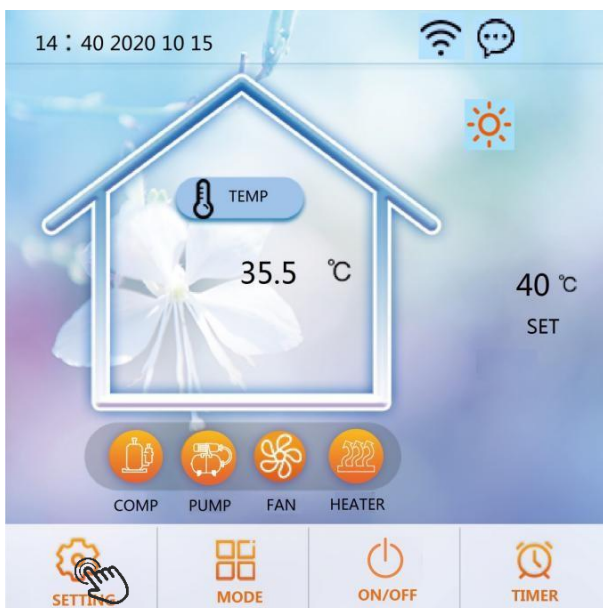 14：40 2020 10 15
TEMP
35.5 ℃
40 ℃
SET
COMP PUMP FAN HEATER
SETTING MODE ON/OFF TIMER